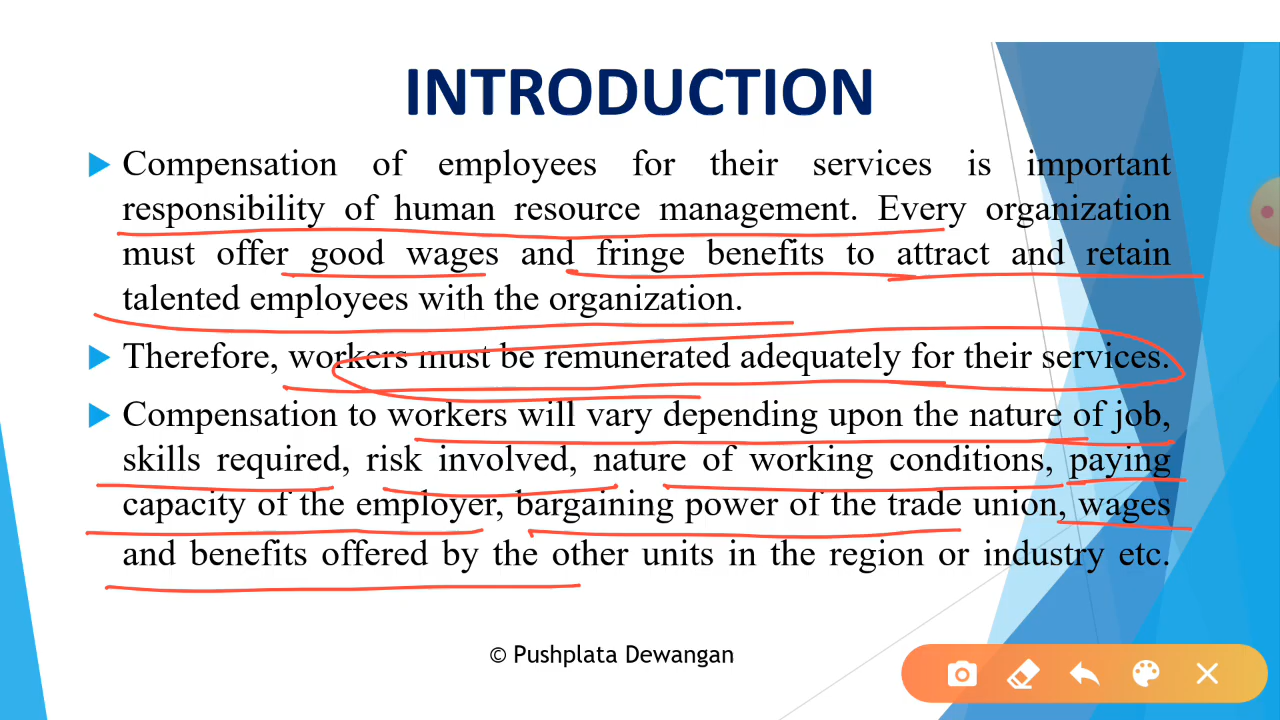 INTRODUCTION
Compensation of employees for their services is important
responsibility of human resource management. Every organization
must offer good wages and fringe benefits to attract and retain
talented employees with the organization.
Therefore, workers must be remunerated adequately for their services.
Compensation to workers will vary depending upon the nature of job,
skills required, risk involved, nature of working conditions, paying
capacity of the employer, bargaining power of the trade union, wages
and benefits offered by the other units in the region or industry etc.
© Pushplata Dewangan